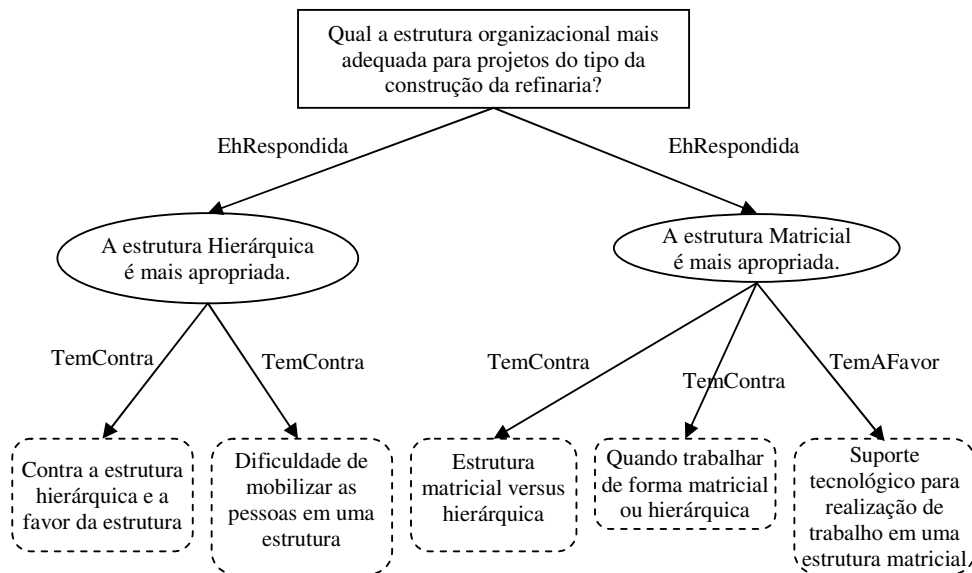 Qual a estrutura organizacional mais
adequada para projetos do tipo da
construção da refinaria?
EhRespondida
EhRespondida
A estrutura Hierárquica
é mais apropriada.
A estrutura Matricial
é mais apropriada.
TemContra
TemContra
TemContra
TemContra
TemAFavor
Contra a estrutura
hierárquica e a
favor da estrutura
Dificuldade de
mobilizar as
pessoas em uma
estrutura
Estrutura
matricial versus
hierárquica
Quando trabalhar
de forma matricial
ou hierárquica
Suporte
tecnológico para
realização de
trabalho em uma
estrutura matricial.